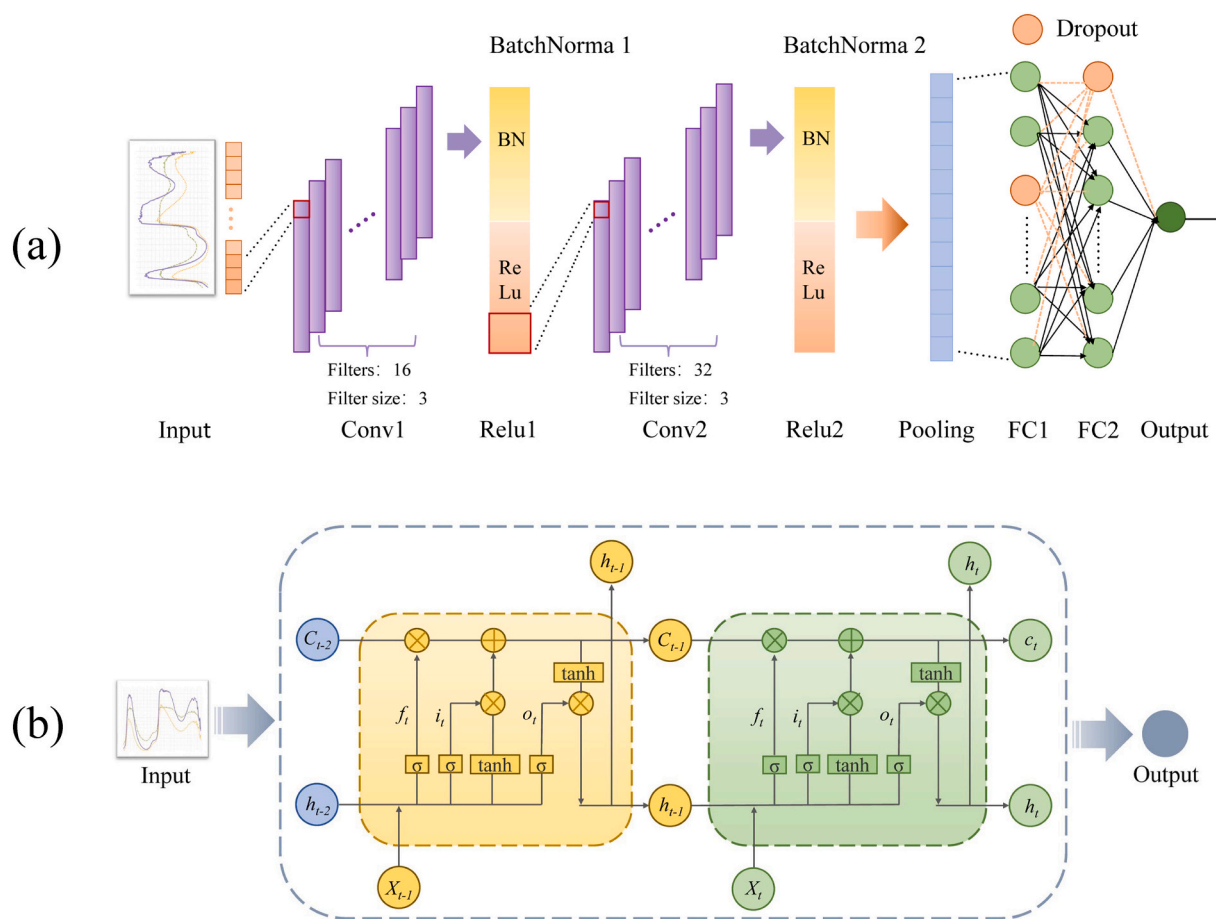 (a)
BatchNorma 1
BatchNorma 2
Dropout
BN
Re
Lu
BN
Re
Lu
Filters: 16
Filter size: 3
Filters: 32
Filter size: 3
Input
Conv1
Relu1
Conv2
Relu2
Pooling
FC1
FC2
Output
(b)
Input
h_{t-1}
h_t
C_{t-2}
C_{t-1}
c_t
tanh
tanh
f_t
i_t
o_t
f_t
i_t
o_t
σ
σ
tanh
σ
σ
σ
tanh
σ
h_{t-2}
h_{t-1}
h_t
X_{t-1}
X_t
Output